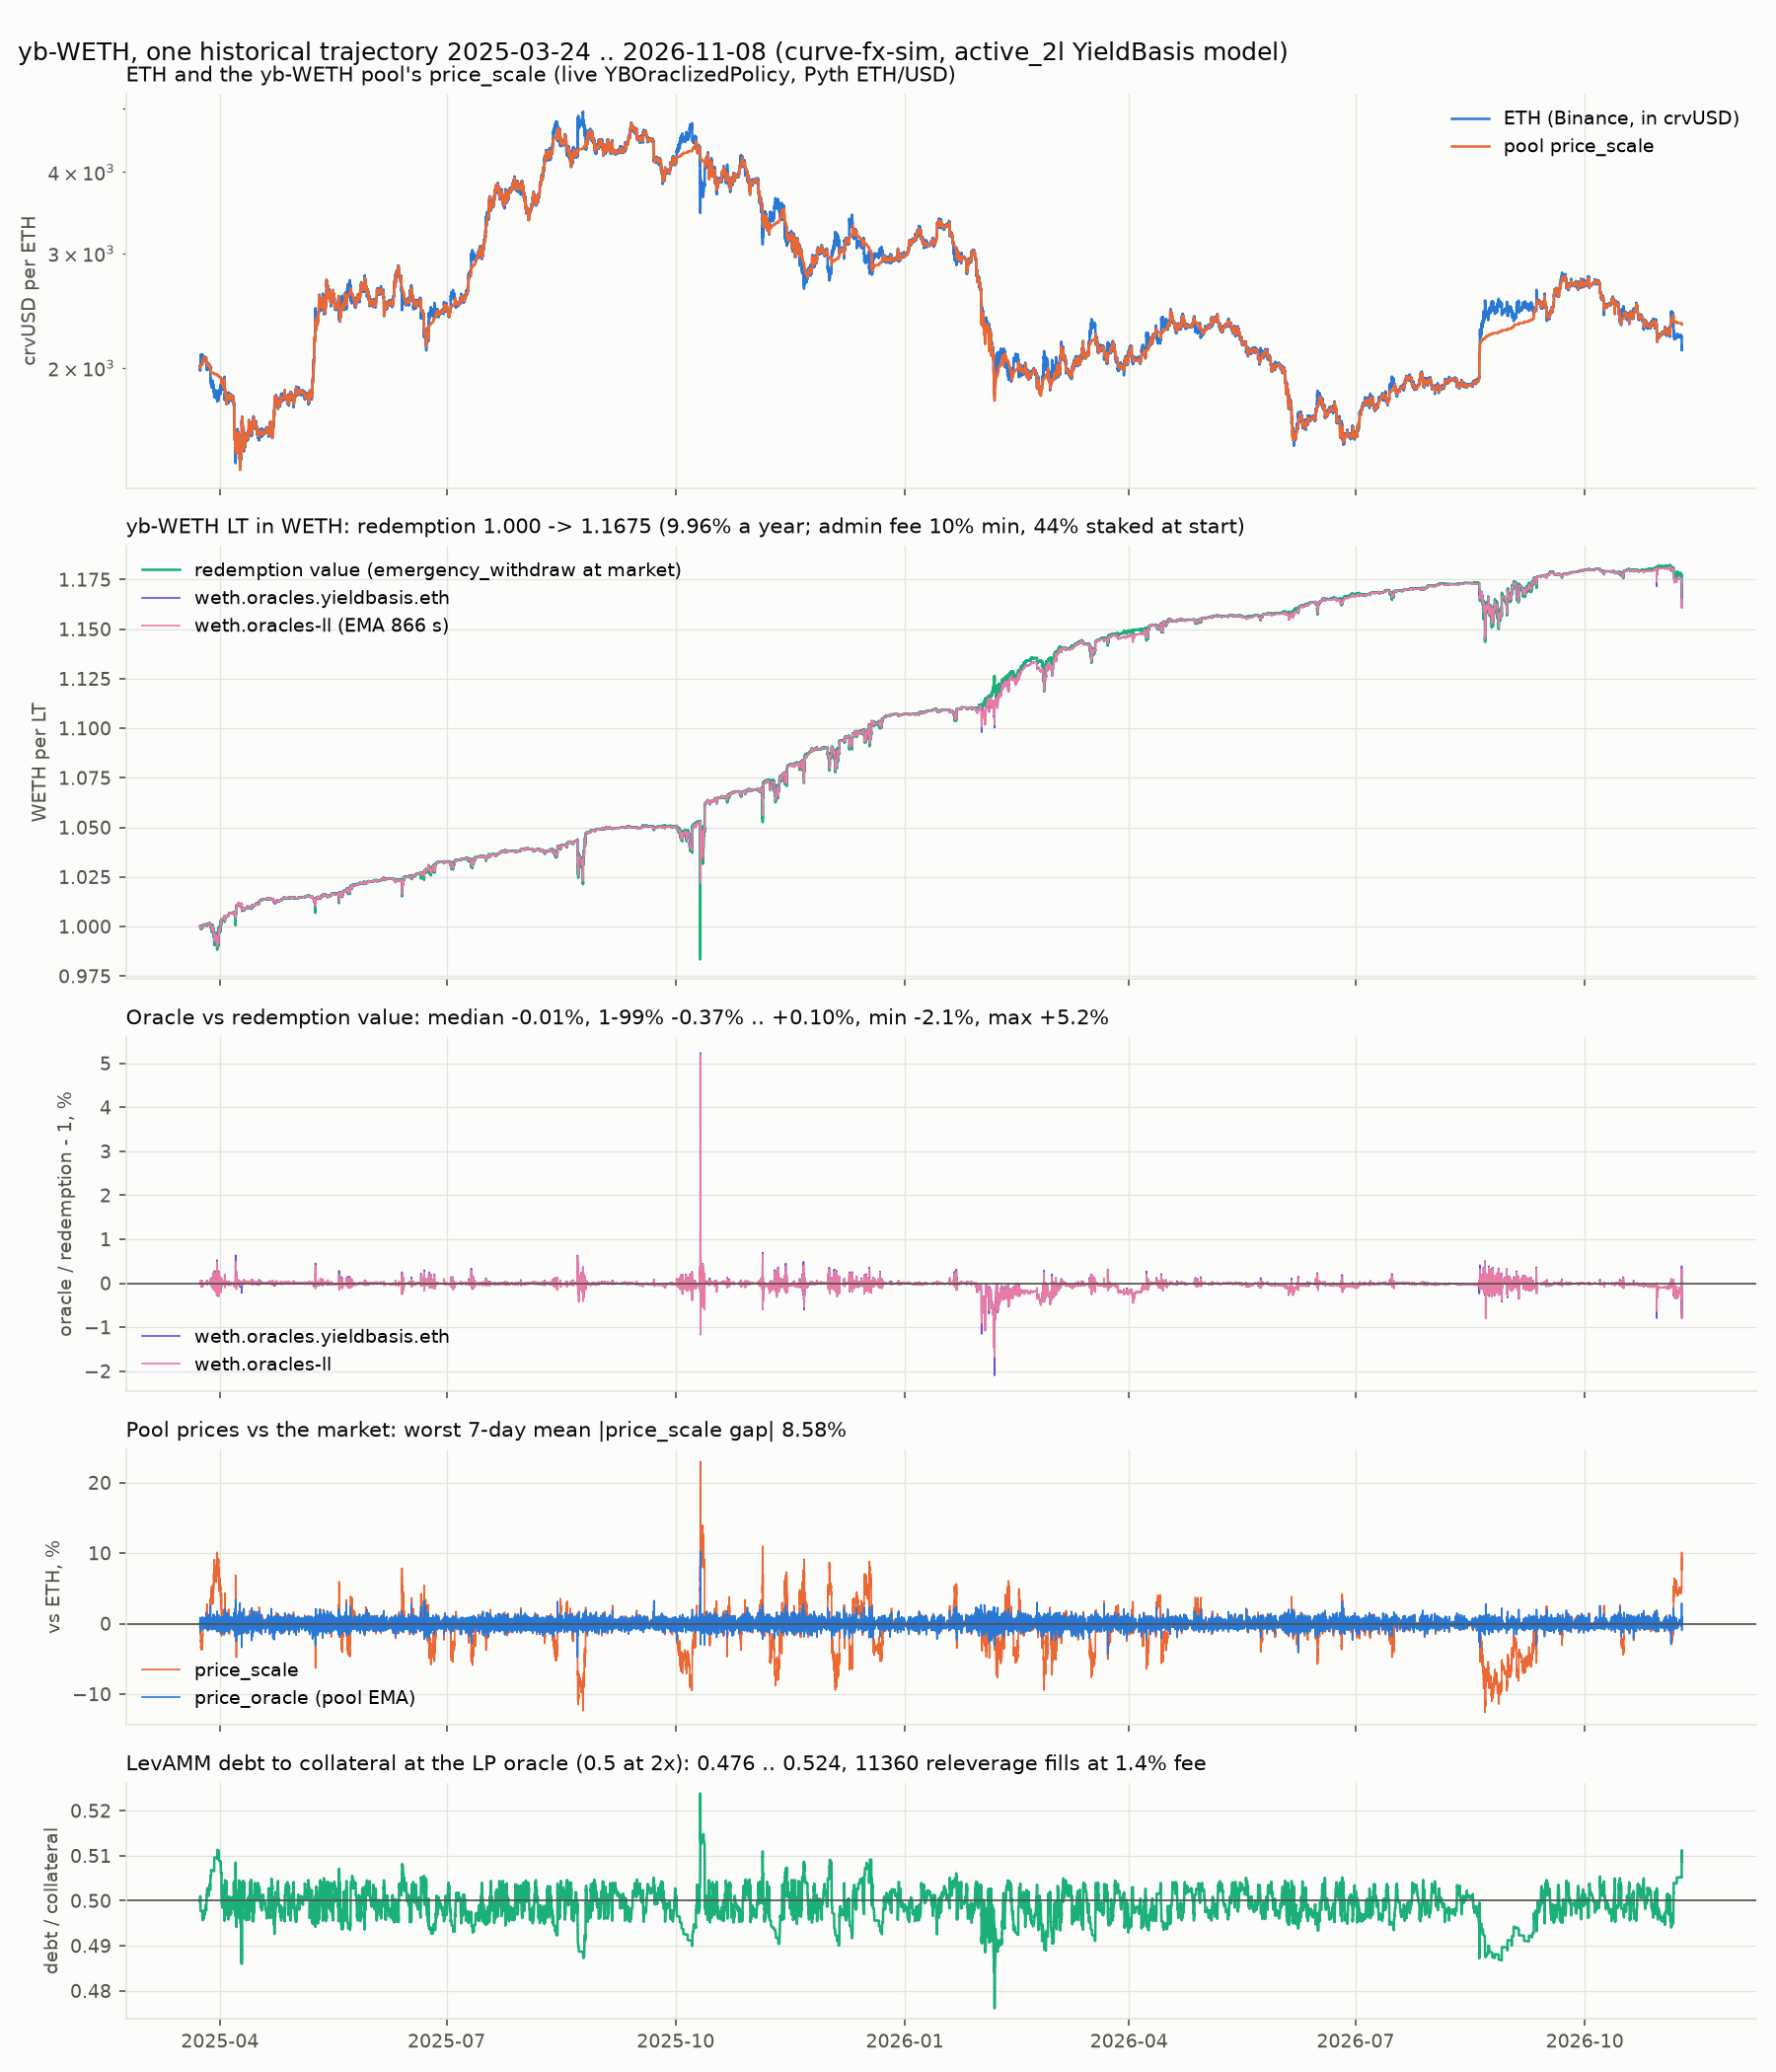 yb-WETH, one historical trajectory 2025-03-24 .. 2026-11-08 (curve-fx-sim, active_2l YieldBasis model)
ETH and the yb-WETH pool's price_scale (live YBOraclizedPolicy, Pyth ETH/USD)
crvUSD per ETH
4 × 10³
3 × 10³
2 × 10³
ETH (Binance, in crvUSD)
pool price_scale
yb-WETH LT in WETH: redemption 1.000 -> 1.1675 (9.96% a year; admin fee 10% min, 44% staked at start)
WETH per LT
1.175
1.150
1.125
1.100
1.075
1.050
1.025
1.000
0.975
redemption value (emergency_withdraw at market)
weth.oracles.yieldbasis.eth
weth.oracles-II (EMA 866 s)
Oracle vs redemption value: median -0.01%, 1-99% -0.37% .. +0.10%, min -2.1%, max +5.2%
oracle / redemption - 1, %
5
4
3
2
1
0
−1
−2
weth.oracles.yieldbasis.eth
weth.oracles-II
Pool prices vs the market: worst 7-day mean |price_scale gap| 8.58%
vs ETH, %
20
10
0
−10
price_scale
price_oracle (pool EMA)
LevAMM debt to collateral at the LP oracle (0.5 at 2x): 0.476 .. 0.524, 11360 releverage fills at 1.4% fee
debt / collateral
0.52
0.51
0.50
0.49
0.48
2025-04
2025-07
2025-10
2026-01
2026-04
2026-07
2026-10